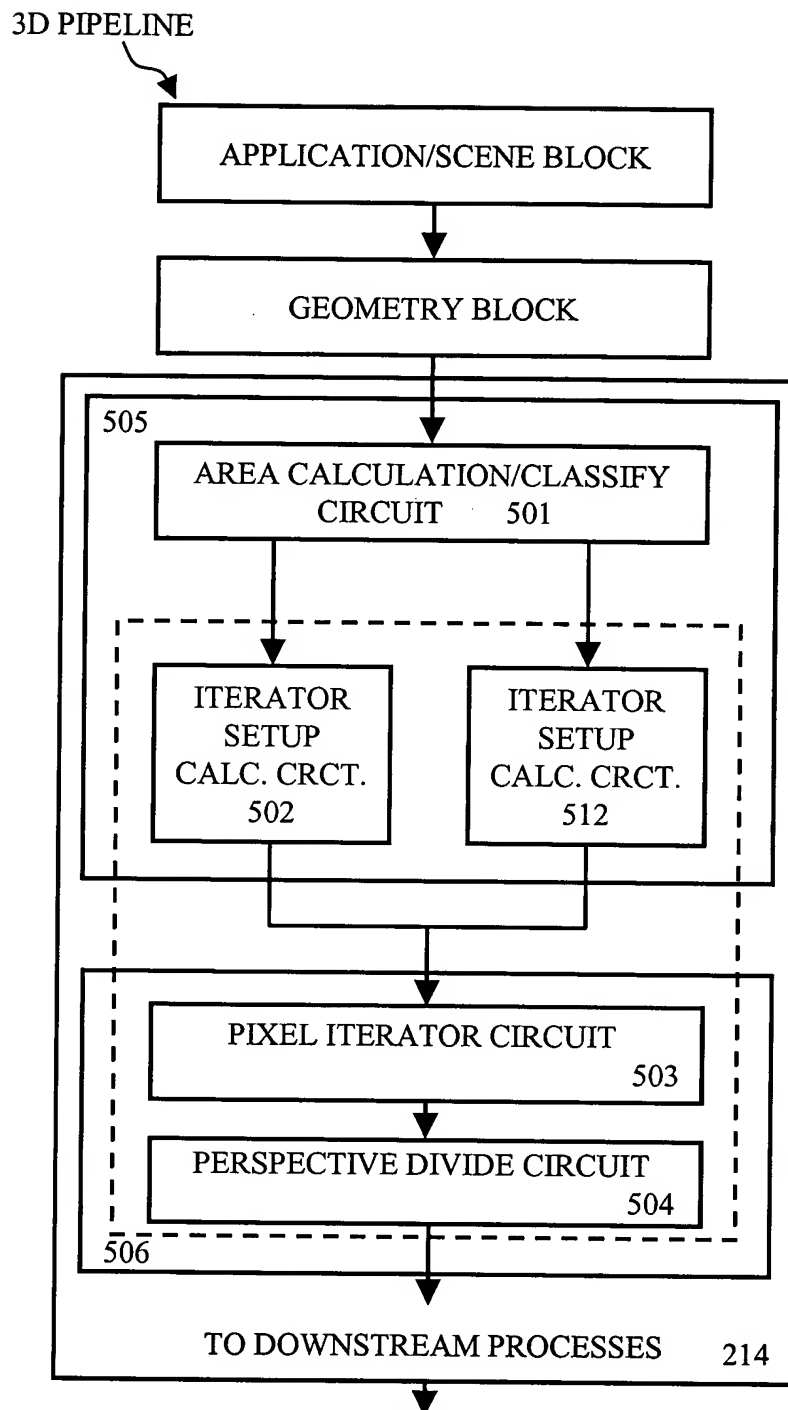 3D PIPELINE
APPLICATION/SCENE BLOCK
GEOMETRY BLOCK
505
AREA CALCULATION/CLASSIFY
CIRCUIT 501
ITERATOR
SETUP
CALC. CRCT.
502
ITERATOR
SETUP
CALC. CRCT.
512
PIXEL ITERATOR CIRCUIT
503
PERSPECTIVE DIVIDE CIRCUIT
504
506
TO DOWNSTREAM PROCESSES 214